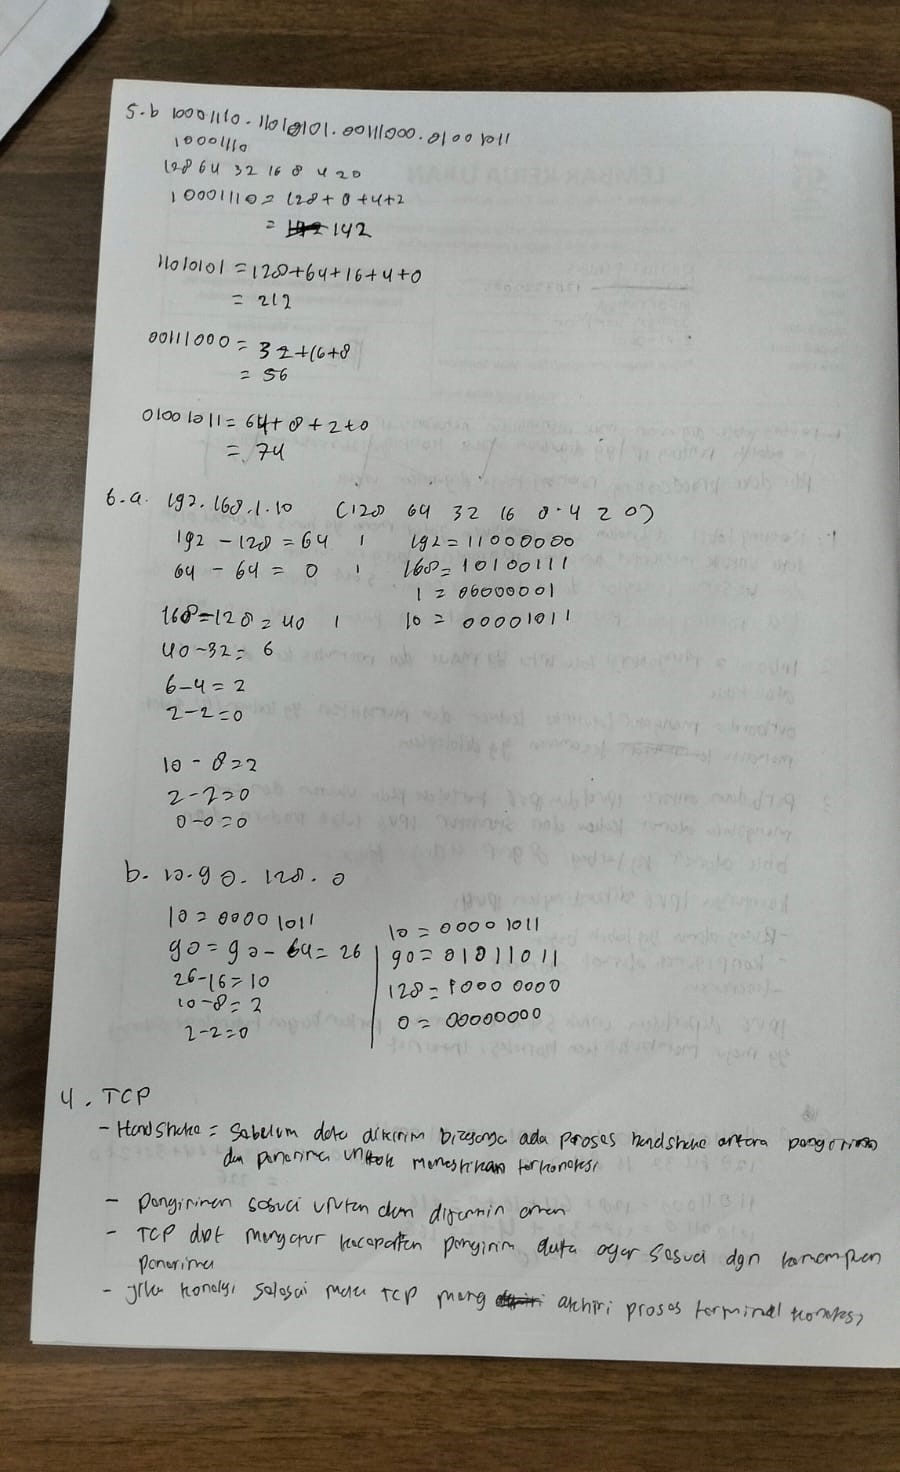 5.b 10001110.11010101.00111000.01001011
10001110
128 64 32 16 8 4 2 0
10001110 = 128 + 8 + 4 + 2
= 142
11010101 = 128 + 64 + 16 + 4 + 0
= 212
00111000 = 32 + 16 + 8
= 56
01001011 = 64 + 8 + 2 + 0
= 74
6.a. 192.168.1.10 (128 64 32 16 8 4 2 0)
192 - 128 = 64 1 192 = 11000000
64 - 64 = 0 1 168 = 10100111
1 = 00000001
168 - 128 = 40 1 10 = 00001011
40 - 32 = 6
6 - 4 = 2
2 - 2 = 0
10 - 8 = 2
2 - 2 = 0
0 - 0 = 0
b. 10.90.128.0
10 = 00001011 10 = 00001011
90 = 90 - 64 = 26 90 = 01011011
26 - 16 = 10 128 = 10000000
10 - 8 = 2 0 = 00000000
2 - 2 = 0
4. TCP
- Handshake = Sebelum data dikirim biasanya ada proses handshake antara pengirim
dan penerima untuk memastikan terkoneksi
- Pengiriman sesuai urutan dan dijamin aman
- TCP dpt mengatur kecepatan pengirim data agar sesuai dgn kemampuan
penerima
- jika koneksi selesai maka TCP meng akhiri proses terminal koneksi